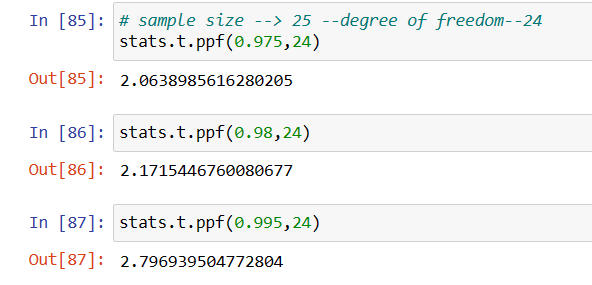 In [85]: # sample size --> 25 --degree of freedom--24
stats.t.ppf(0.975,24)
Out[85]: 2.0638985616280205
In [86]: stats.t.ppf(0.98,24)
Out[86]: 2.1715446760080677
In [87]: stats.t.ppf(0.995,24)
Out[87]: 2.796939504772804